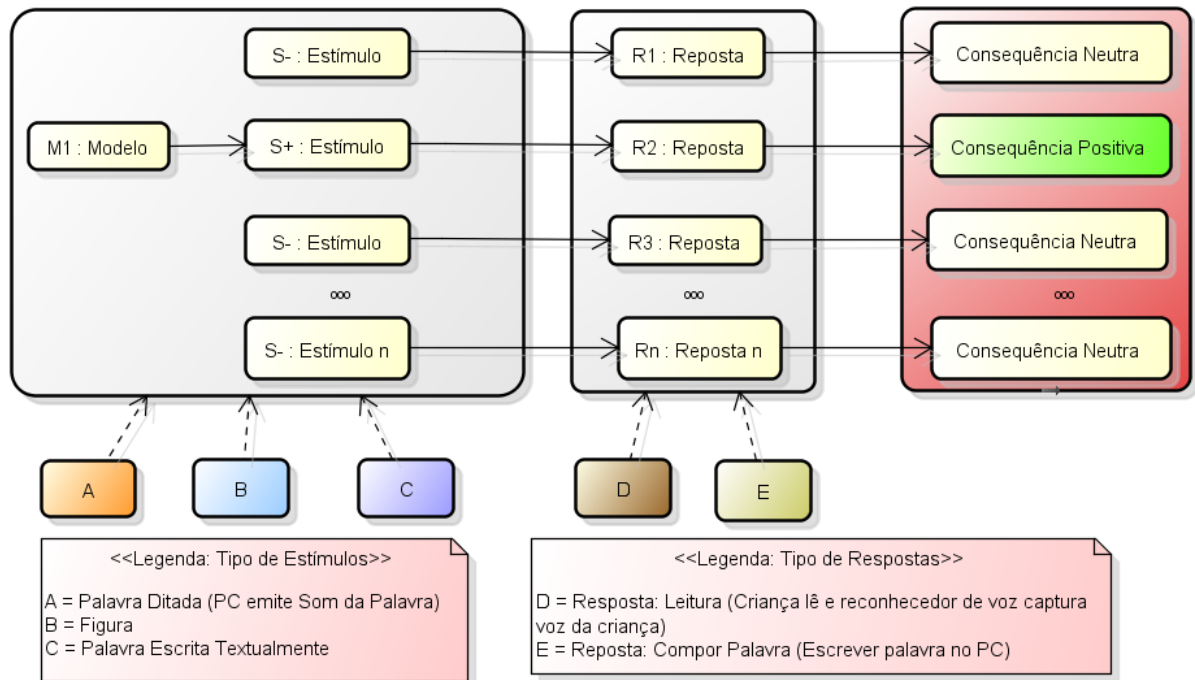 S- : Estímulo
R1 : Reposta
Consequência Neutra
M1 : Modelo
S+ : Estímulo
R2 : Reposta
Consequência Positiva
S- : Estímulo
R3 : Reposta
Consequência Neutra
ooo
ooo
ooo
S- : Estímulo n
Rn : Reposta n
Consequência Neutra
A
B
C
D
E
<<Legenda: Tipo de Estímulos>>
A = Palavra Ditada (PC emite Som da Palavra)
B = Figura
C = Palavra Escrita Textualmente
<<Legenda: Tipo de Respostas>>
D = Resposta: Leitura (Criança lê e reconhecedor de voz captura
voz da criança)
E = Reposta: Compor Palavra (Escrever palavra no PC)